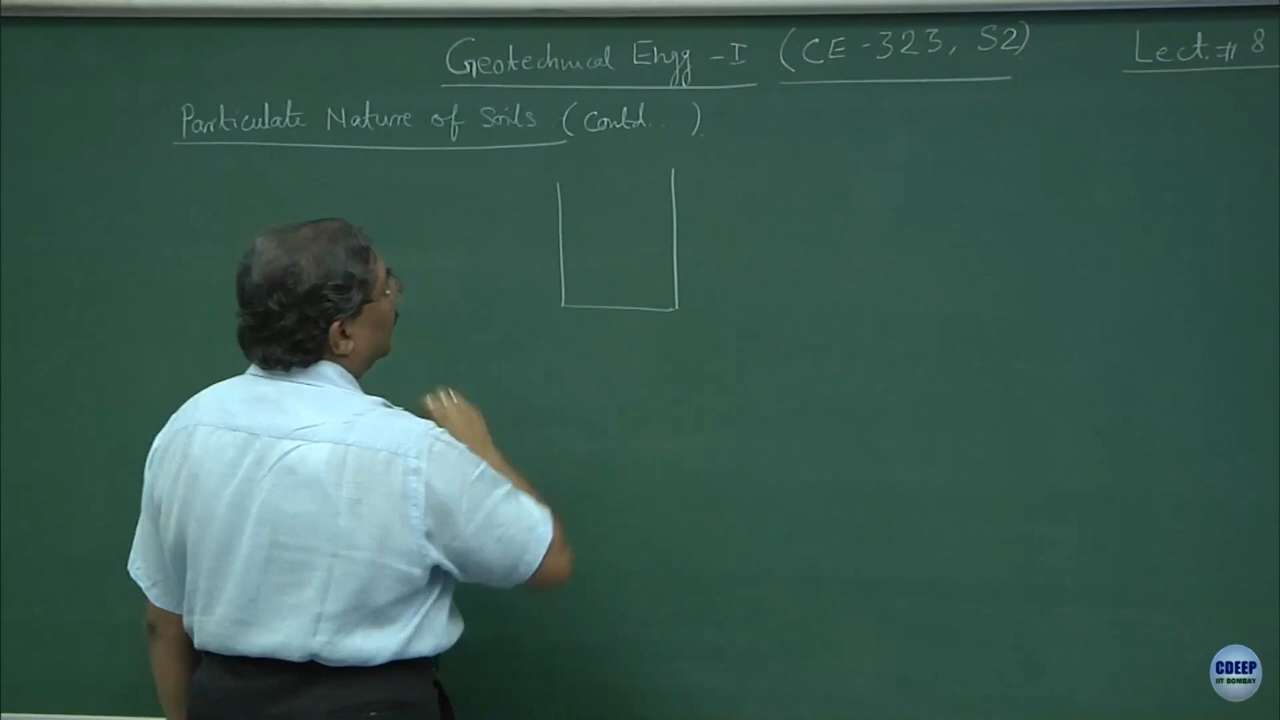 Geotechnical Engg - I (CE - 323, S2) Lect. # 8
Particulate Nature of Soils (Contd... )
CDEEP
IIT BOMBAY